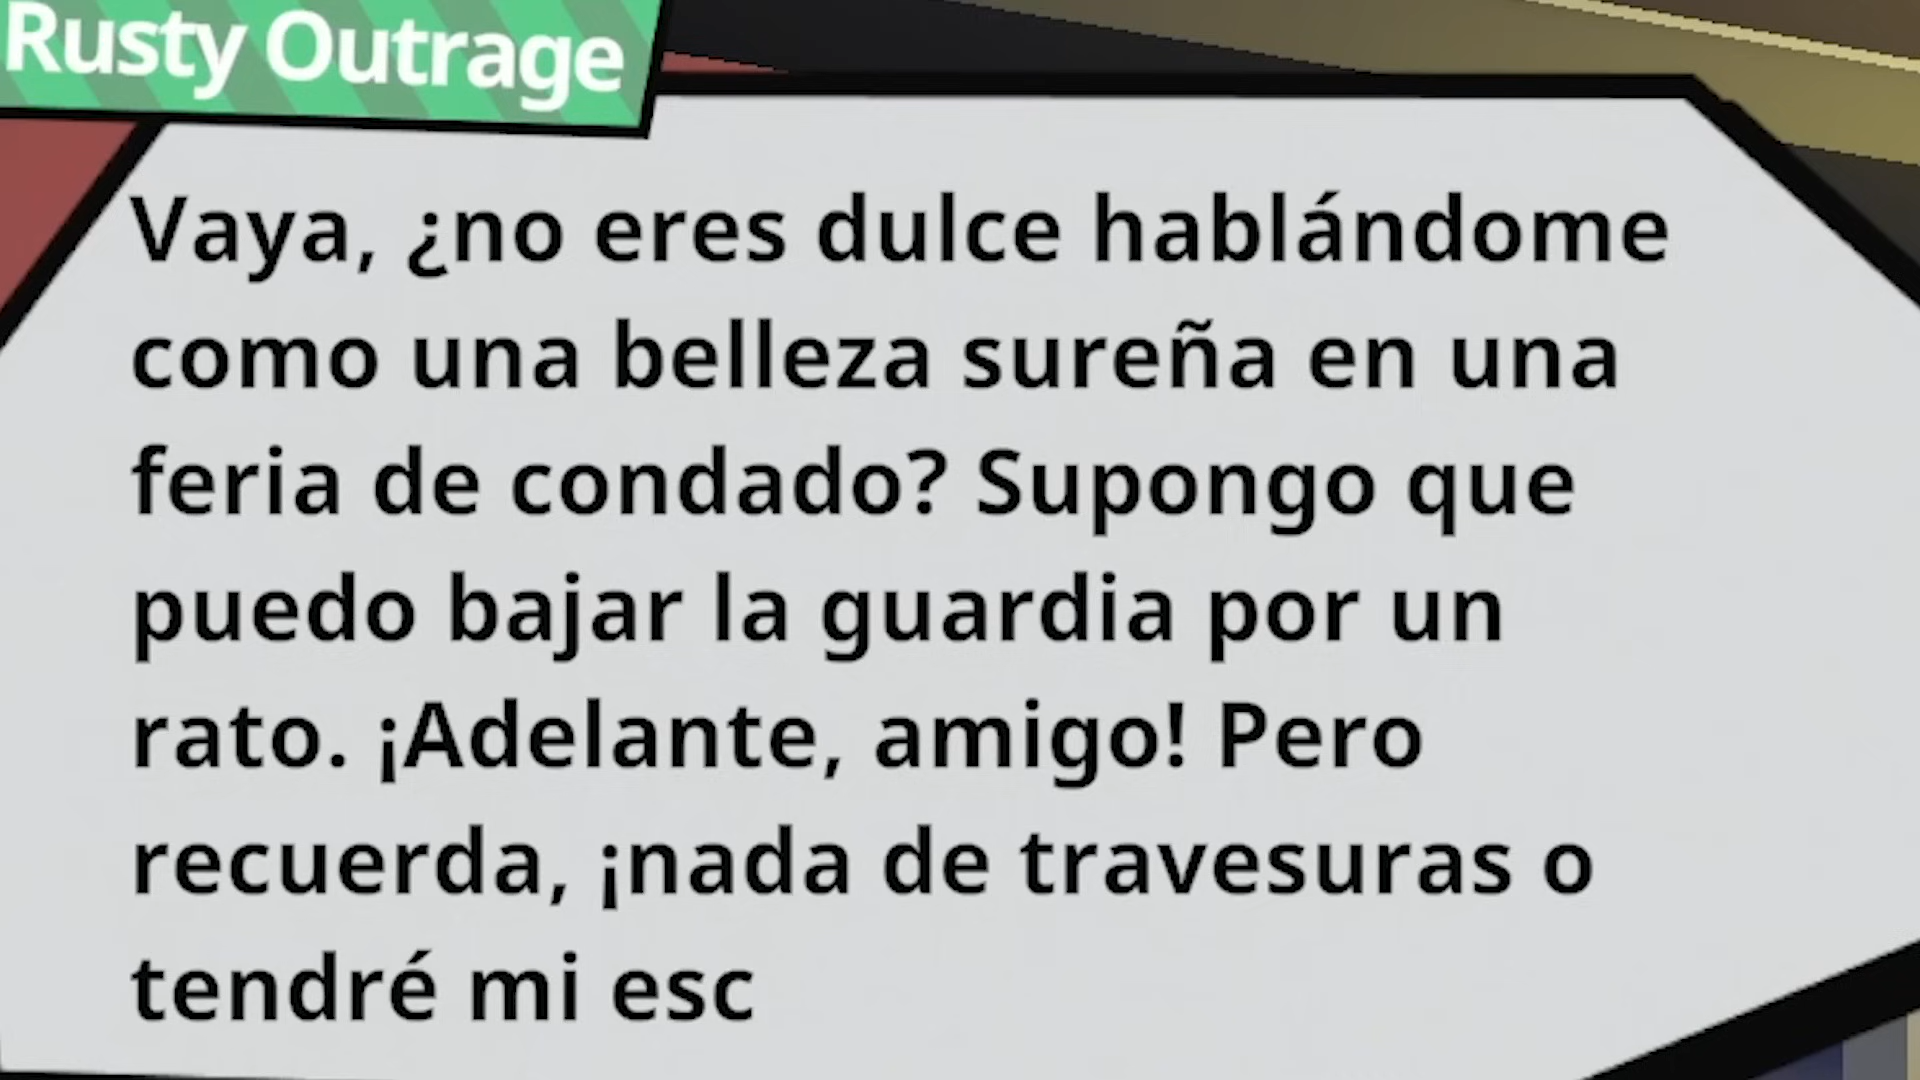 Rusty Outrage
Vaya, ¿no eres dulce hablándome
como una belleza sureña en una
feria de condado? Supongo que
puedo bajar la guardia por un
rato. ¡Adelante, amigo! Pero
recuerda, ¡nada de travesuras o
tendré mi esc